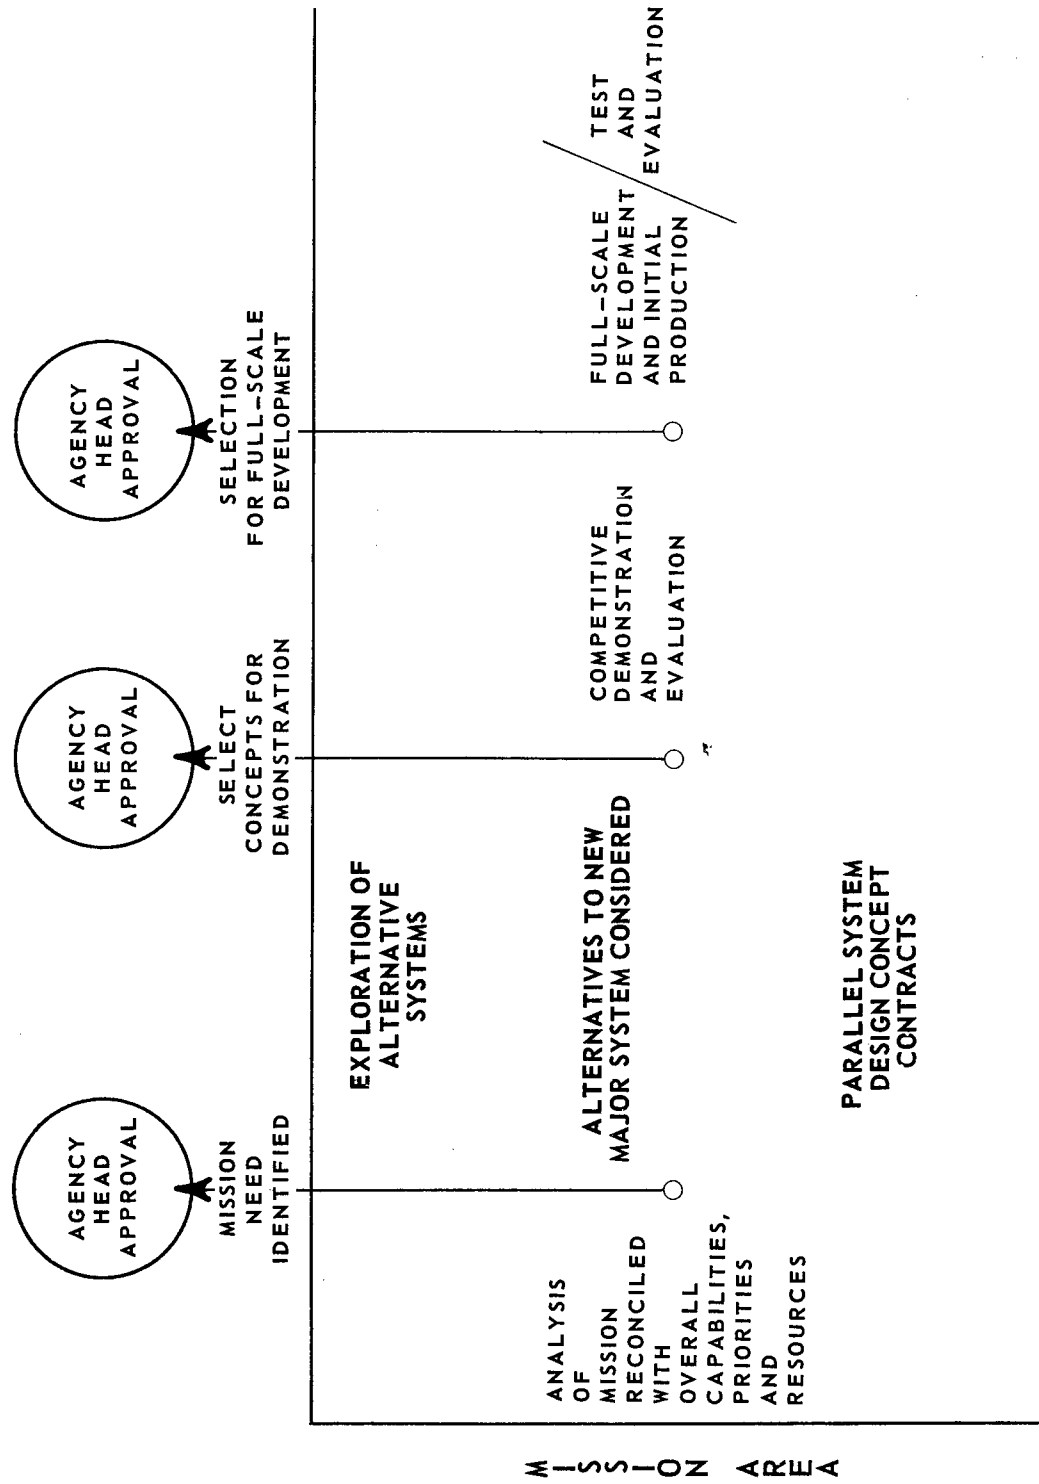 AGENCY
HEAD
APPROVAL
MISSION
NEED
IDENTIFIED
AGENCY
HEAD
APPROVAL
SELECT
CONCEPTS FOR
DEMONSTRATION
AGENCY
HEAD
APPROVAL
SELECTION
FOR FULL-SCALE
DEVELOPMENT
MISSION AREA
ANALYSIS
OF
MISSION
RECONCILED
WITH
OVERALL
CAPABILITIES,
PRIORITIES
AND
RESOURCES
EXPLORATION OF
ALTERNATIVE
SYSTEMS
ALTERNATIVES TO NEW
MAJOR SYSTEM CONSIDERED
PARALLEL SYSTEM
DESIGN CONCEPT
CONTRACTS
COMPETITIVE
DEMONSTRATION
AND
EVALUATION
FULL-SCALE
DEVELOPMENT
AND INITIAL
PRODUCTION
TEST
AND
EVALUATION